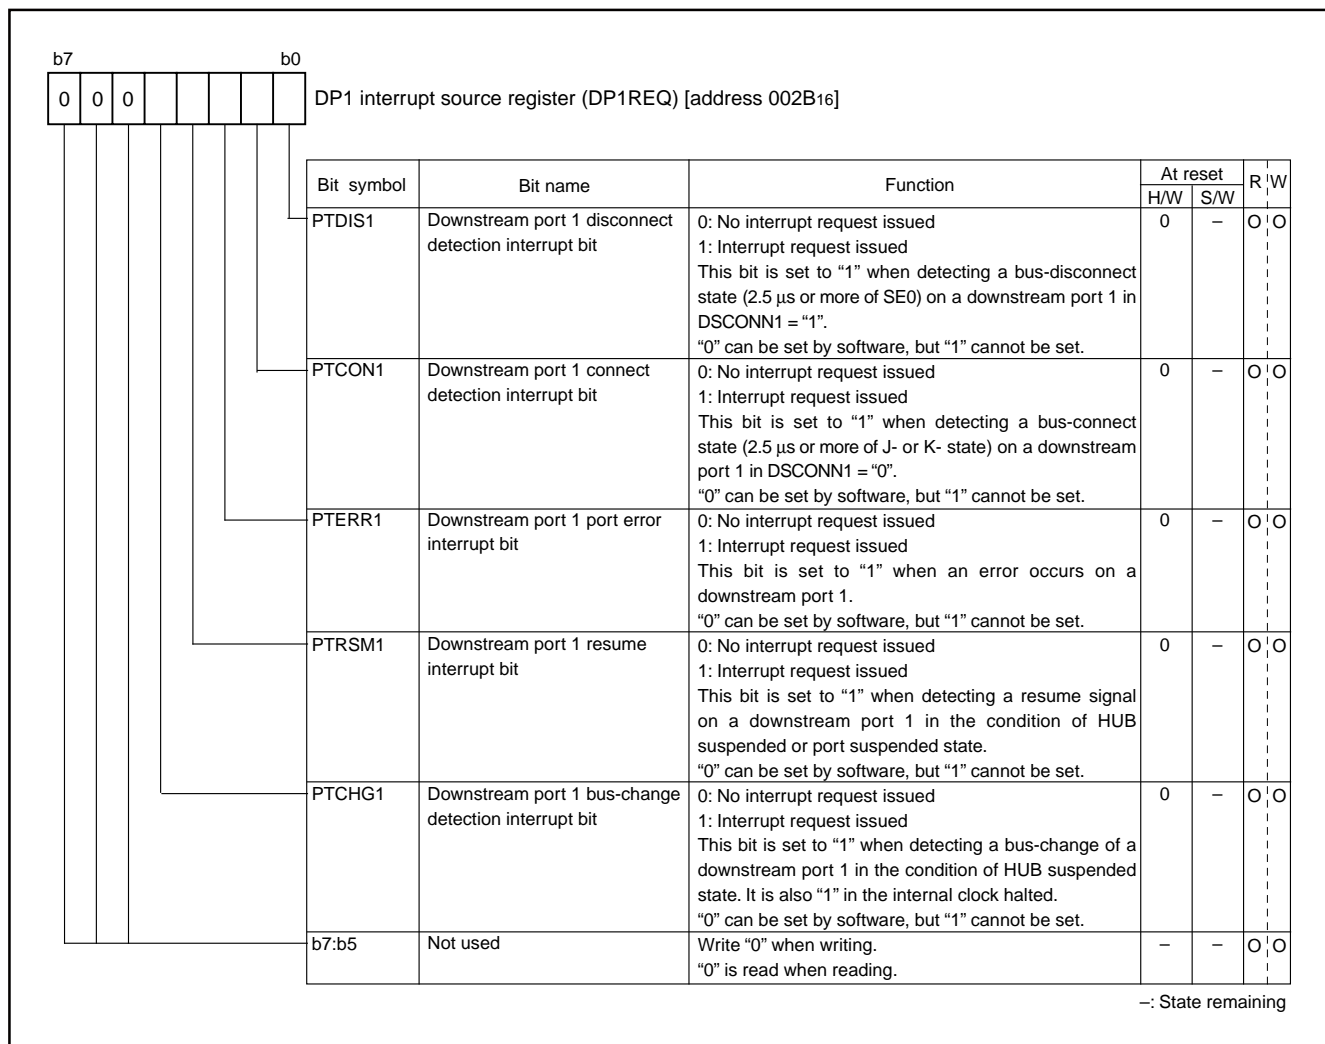 b7 b0
0 0 0 DP1 interrupt source register (DP1REQ) [address 002B16]
Bit symbol Bit name Function At reset R W
H/W S/W
PTDIS1 Downstream port 1 disconnect 0: No interrupt request issued 0 – O O
detection interrupt bit 1: Interrupt request issued
This bit is set to “1” when detecting a bus-disconnect
state (2.5 µs or more of SE0) on a downstream port 1 in
DSCONN1 = “1”.
“0” can be set by software, but “1” cannot be set.
PTCON1 Downstream port 1 connect 0: No interrupt request issued 0 – O O
detection interrupt bit 1: Interrupt request issued
This bit is set to “1” when detecting a bus-connect
state (2.5 µs or more of J- or K- state) on a downstream
port 1 in DSCONN1 = “0”.
“0” can be set by software, but “1” cannot be set.
PTERR1 Downstream port 1 port error 0: No interrupt request issued 0 – O O
interrupt bit 1: Interrupt request issued
This bit is set to “1” when an error occurs on a
downstream port 1.
“0” can be set by software, but “1” cannot be set.
PTRSM1 Downstream port 1 resume 0: No interrupt request issued 0 – O O
interrupt bit 1: Interrupt request issued
This bit is set to “1” when detecting a resume signal
on a downstream port 1 in the condition of HUB
suspended or port suspended state.
“0” can be set by software, but “1” cannot be set.
PTCHG1 Downstream port 1 bus-change 0: No interrupt request issued 0 – O O
detection interrupt bit 1: Interrupt request issued
This bit is set to “1” when detecting a bus-change of a
downstream port 1 in the condition of HUB suspended
state. It is also “1” in the internal clock halted.
“0” can be set by software, but “1” cannot be set.
b7:b5 Not used Write “0” when writing. – – O O
“0” is read when reading.
–: State remaining